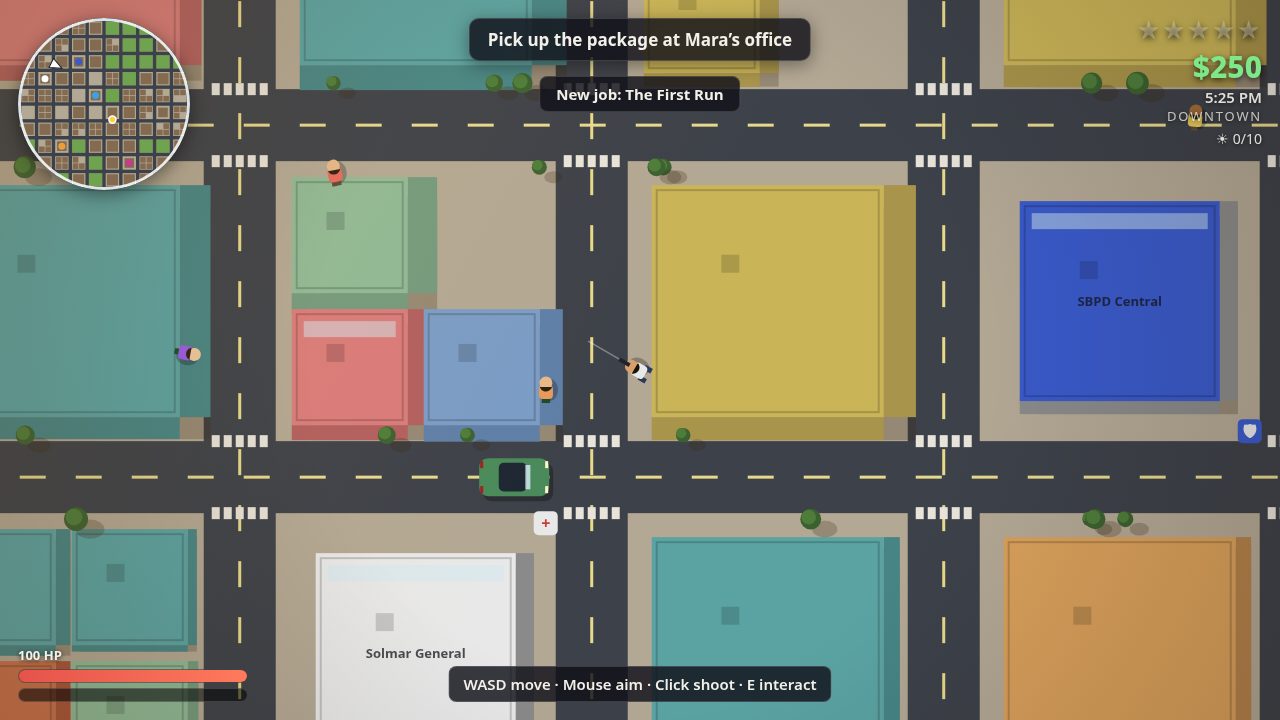 Pick up the package at Mara’s office
New job: The First Run
$250
5:25 PM
DOWNTOWN
☀ 0/10
SBPD Central
Solmar General
100 HP
WASD move · Mouse aim · Click shoot · E interact